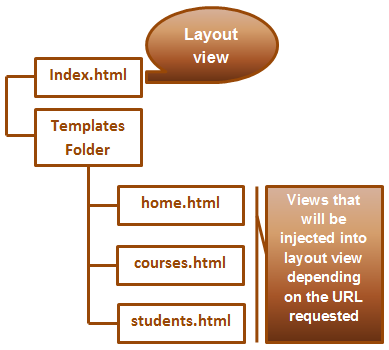 Layout
view
Index.html
Templates
Folder
home.html
courses.html
students.html
Views that
will be
injected into
layout view
depending
on the URL
requested